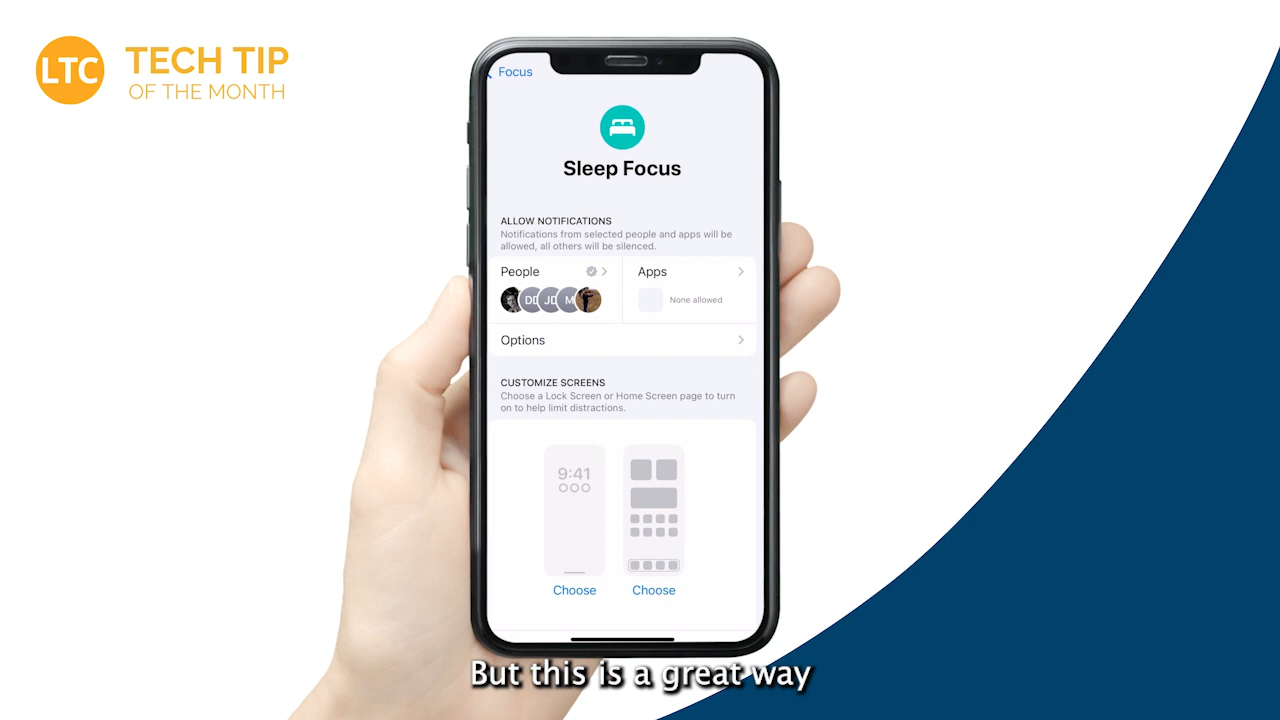 LTC
TECH TIP
OF THE MONTH
Focus
Sleep Focus
ALLOW NOTIFICATIONS
Notifications from selected people and apps will be
allowed, all others will be silenced.
People
Apps
DD
JD
M
None allowed
Options
CUSTOMIZE SCREENS
Choose a Lock Screen or Home Screen page to turn
on to help limit distractions.
9:41
Choose
Choose
But this is a great way